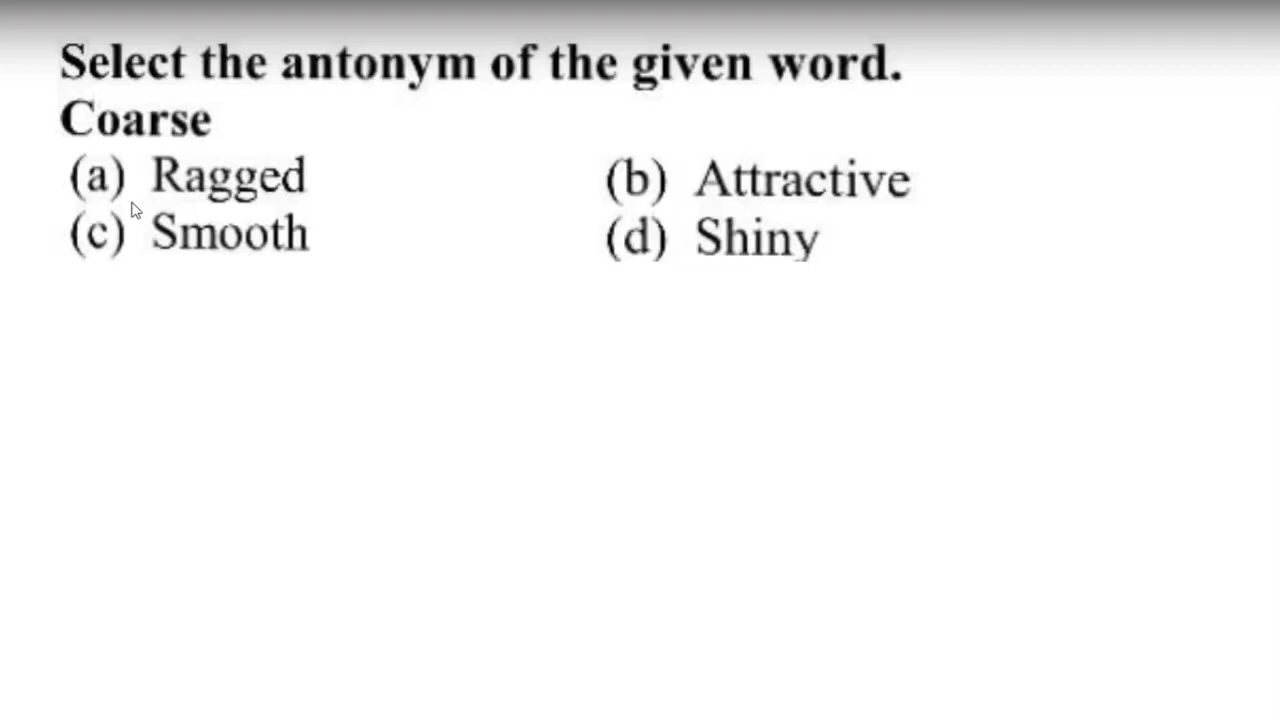 Select the antonym of the given word.
Coarse
(a) Ragged (b) Attractive
(c) Smooth (d) Shiny